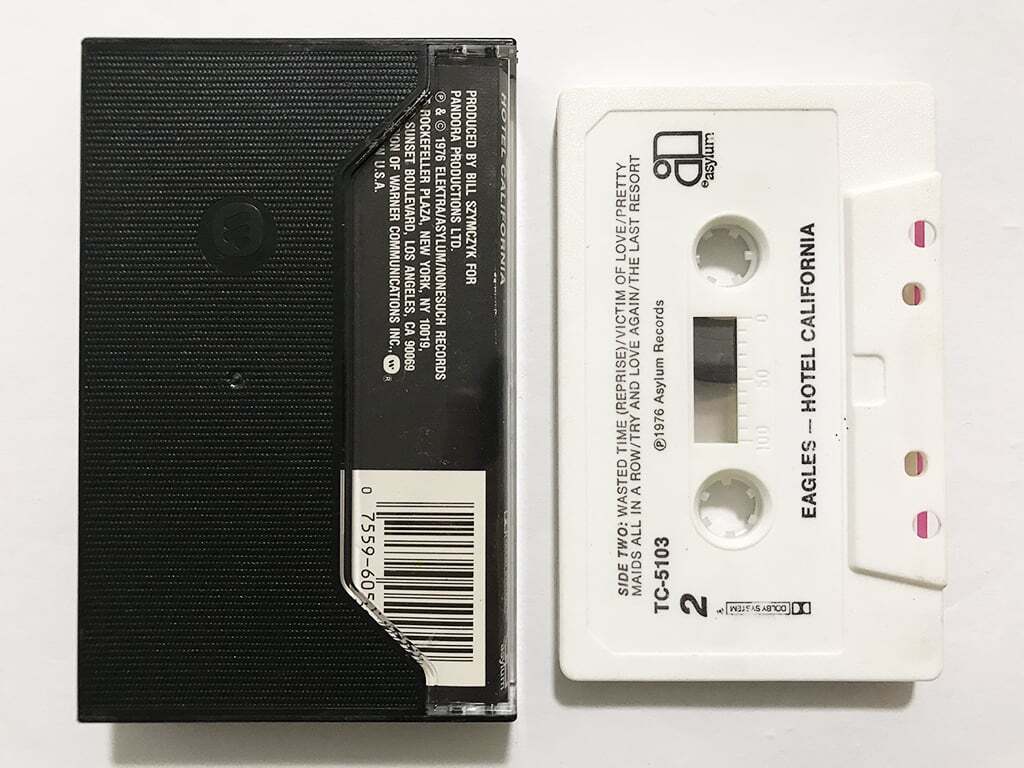 HOTEL CALIFORNIA
PRODUCED BY BILL SZYMCZYK FOR
PANDORA PRODUCTIONS LTD.
℗ & © 1976 ELEKTRA/ASYLUM/NONESUCH RECORDS
ROCKEFELLER PLAZA, NEW YORK, NY 10019,
SUNSET BOULEVARD, LOS ANGELES, CA 90069
OF WARNER COMMUNICATIONS INC., ®
U.S.A.
0 7559-605
asylum
asylum
SIDE TWO: WASTED TIME (REPRISE)/VICTIM OF LOVE/PRETTY
MAIDS ALL IN A ROW/TRY AND LOVE AGAIN/THE LAST RESORT
TC-5103
℗1976 Asylum Records
2
0
50
100
DOLBY SYSTEM
EAGLES — HOTEL CALIFORNIA